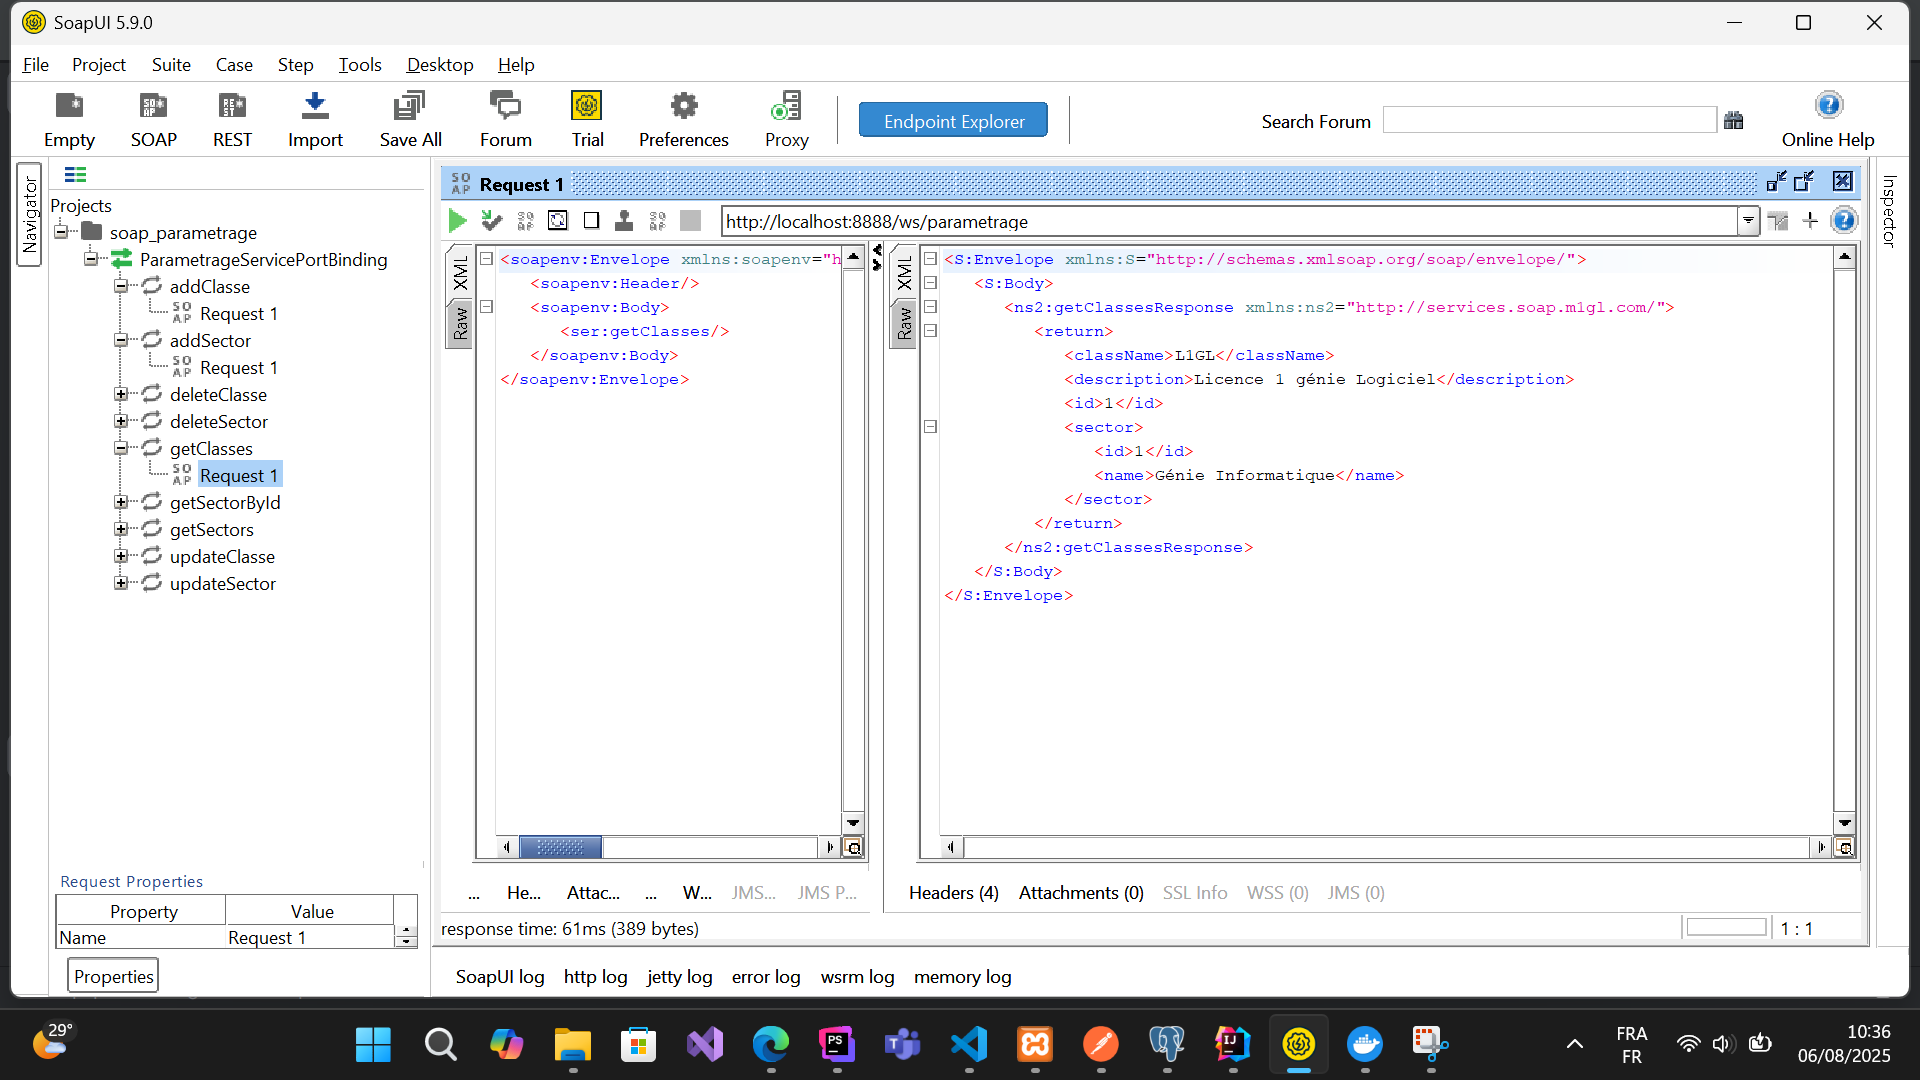 SoapUI 5.9.0
File Project Suite Case Step Tools Desktop Help
Empty SOAP REST Import Save All Forum Trial Preferences Proxy Endpoint Explorer Search Forum Online Help
Navigator
Projects
soap_parametrage
ParametrageServicePortBinding
addClasse
Request 1
addSector
Request 1
deleteClasse
deleteSector
getClasses
Request 1
getSectorById
getSectors
updateClasse
updateSector
Request Properties
Property Value
Name Request 1
Properties
Request 1
http://localhost:8888/ws/parametrage
XML
Raw
<soapenv:Envelope xmlns:soapenv="h
<soapenv:Header/>
<soapenv:Body>
<ser:getClasses/>
</soapenv:Body>
</soapenv:Envelope>
... He... Attac... ... W... JMS... JMS P...
XML
Raw
<S:Envelope xmlns:S="http://schemas.xmlsoap.org/soap/envelope/">
<S:Body>
<ns2:getClassesResponse xmlns:ns2="http://services.soap.m1gl.com/">
<return>
<className>L1GL</className>
<description>Licence 1 génie Logiciel</description>
<id>1</id>
<sector>
<id>1</id>
<name>Génie Informatique</name>
</sector>
</return>
</ns2:getClassesResponse>
</S:Body>
</S:Envelope>
Headers (4) Attachments (0) SSL Info WSS (0) JMS (0)
response time: 61ms (389 bytes) 1 : 1
Inspector
SoapUI log http log jetty log error log wsrm log memory log
29°
FRA
FR
10:36
06/08/2025